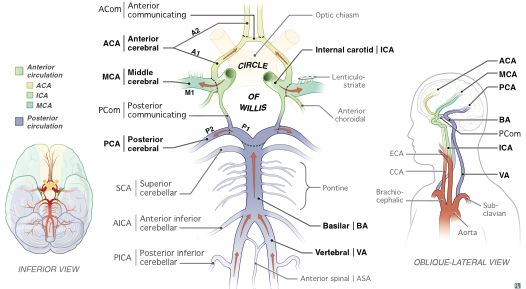 ACom | Anterior
communicating
A2
Optic chiasm
ACA | Anterior
cerebral
A1
Internal carotid | ICA
MCA | Middle
cerebral
M1
CIRCLE
OF
WILLIS
Lenticulo-
striate
PCom | Posterior
communicating
Anterior
choroidal
P2
P1
PCA | Posterior
cerebral
SCA | Superior
cerebellar
Pontine
AICA | Anterior inferior
cerebellar
Basilar | BA
PICA | Posterior inferior
cerebellar
Vertebral | VA
Anterior spinal | ASA
Anterior
circulation
ACA
ICA
MCA
Posterior
circulation
INFERIOR VIEW
ACA
MCA
PCA
BA
PCom
ICA
ECA
CCA
VA
Brachio-
cephalic
Sub-
clavian
Aorta
OBLIQUE-LATERAL VIEW